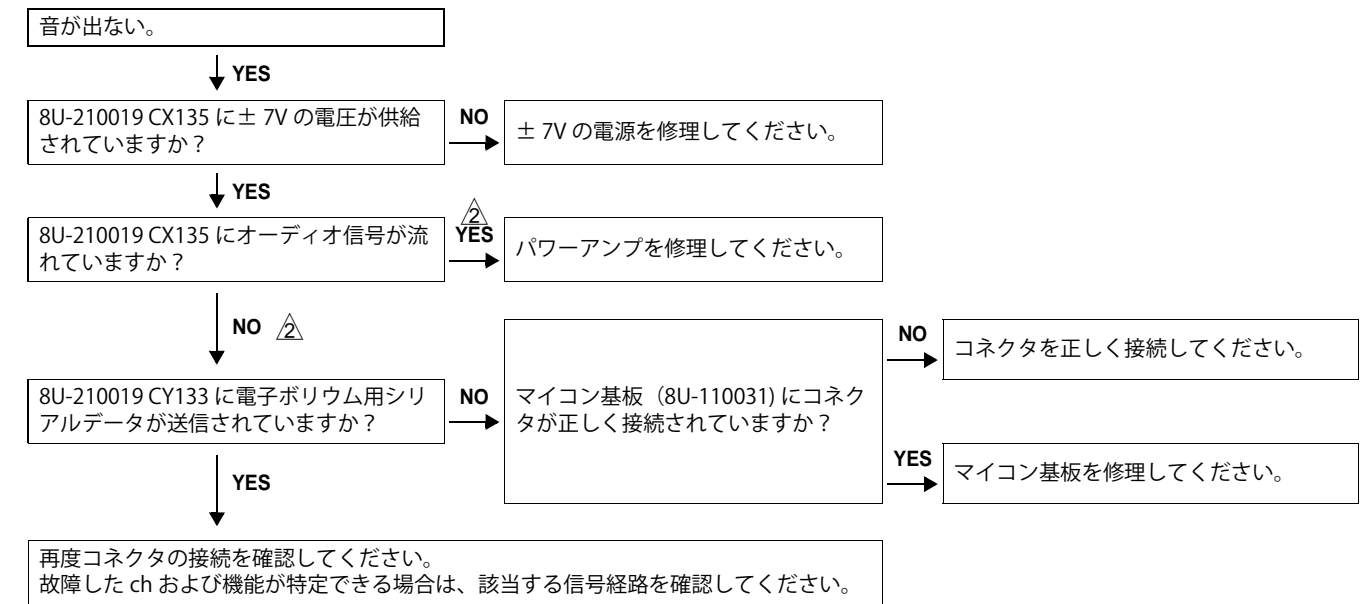 音が出ない。
YES
8U-210019 CX135 に± 7V の電圧が供給
されていますか？
NO
± 7V の電源を修理してください。
YES
8U-210019 CX135 にオーディオ信号が流
れていますか？
2
YES
パワーアンプを修理してください。
NO 2
8U-210019 CY133 に電子ボリウム用シリ
アルデータが送信されていますか？
NO
マイコン基板（8U-110031) にコネク
タが正しく接続されていますか？
NO
コネクタを正しく接続してください。
YES
マイコン基板を修理してください。
YES
再度コネクタの接続を確認してください。
故障した ch および機能が特定できる場合は、該当する信号経路を確認してください。